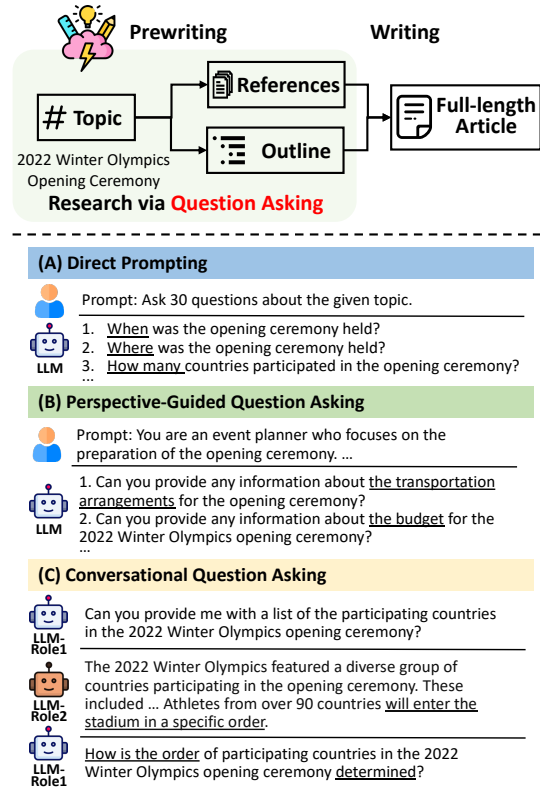 Prewriting
Writing
# Topic
References
Outline
Full-length
Article
2022 Winter Olympics
Opening Ceremony
Research via Question Asking
(A) Direct Prompting
Prompt: Ask 30 questions about the given topic.
LLM
1. When was the opening ceremony held?
2. Where was the opening ceremony held?
3. How many countries participated in the opening ceremony?
...
(B) Perspective-Guided Question Asking
Prompt: You are an event planner who focuses on the
preparation of the opening ceremony. ...
LLM
1. Can you provide any information about the transportation
arrangements for the opening ceremony?
2. Can you provide any information about the budget for the
2022 Winter Olympics opening ceremony?
...
(C) Conversational Question Asking
LLM-
Role1
Can you provide me with a list of the participating countries
in the 2022 Winter Olympics opening ceremony?
LLM-
Role2
The 2022 Winter Olympics featured a diverse group of
countries participating in the opening ceremony. These
included ... Athletes from over 90 countries will enter the
stadium in a specific order.
LLM-
Role1
How is the order of participating countries in the 2022
Winter Olympics opening ceremony determined?